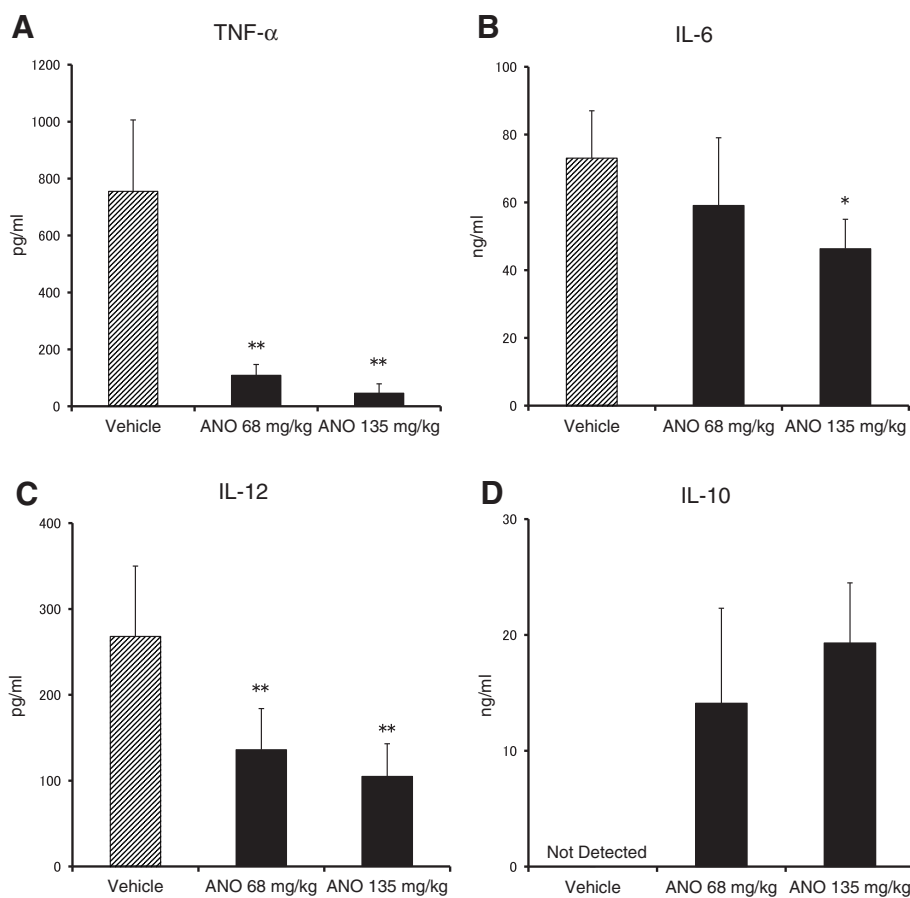 A
TNF-α
1200
1000
800
600
400
200
0
pg/ml
**
**
Vehicle
ANO 68 mg/kg
ANO 135 mg/kg
B
IL-6
100
80
60
40
20
0
ng/ml
*
Vehicle
ANO 68 mg/kg
ANO 135 mg/kg
C
IL-12
400
300
200
100
0
pg/ml
**
**
Vehicle
ANO 68 mg/kg
ANO 135 mg/kg
D
IL-10
30
20
10
0
ng/ml
Not Detected
Vehicle
ANO 68 mg/kg
ANO 135 mg/kg